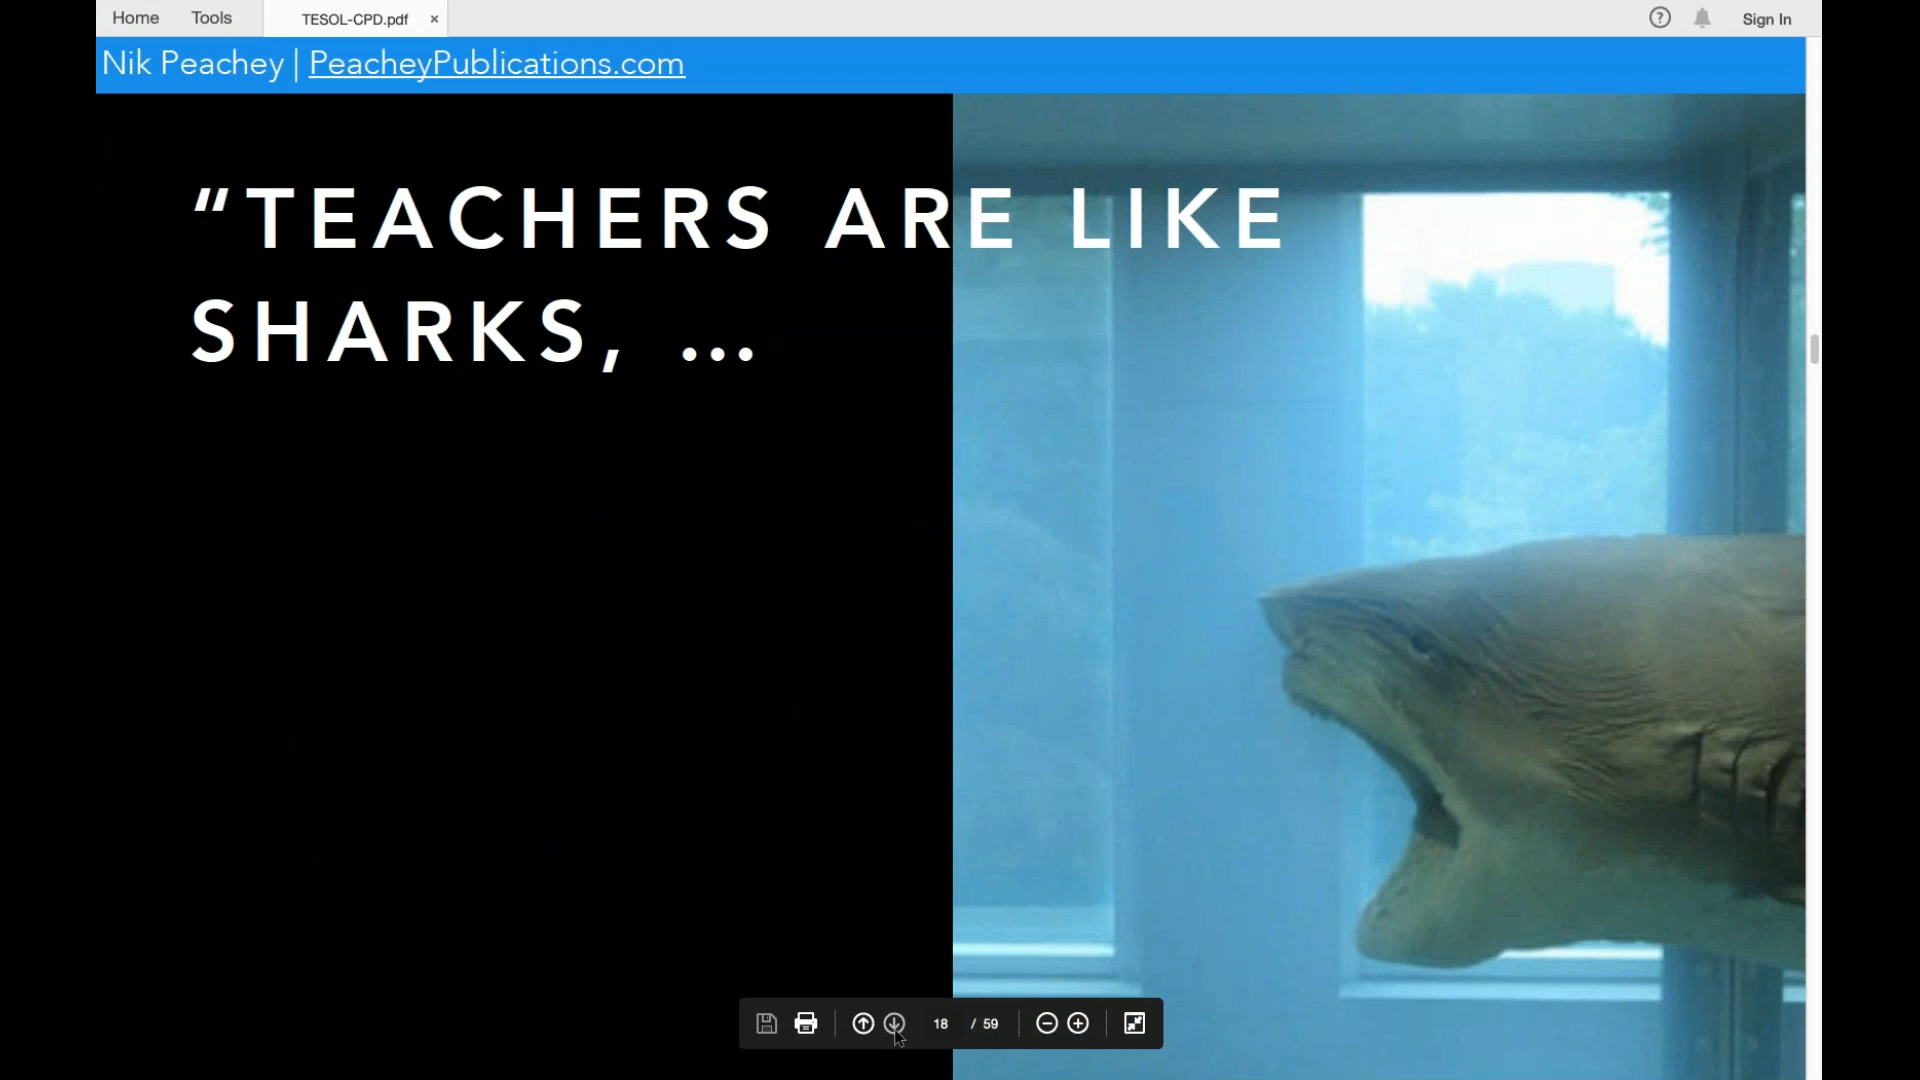 Home Tools TESOL-CPD.pdf × ? Sign In
Nik Peachey | PeacheyPublications.com
“TEACHERS ARE LIKE
SHARKS, ...
18 / 59